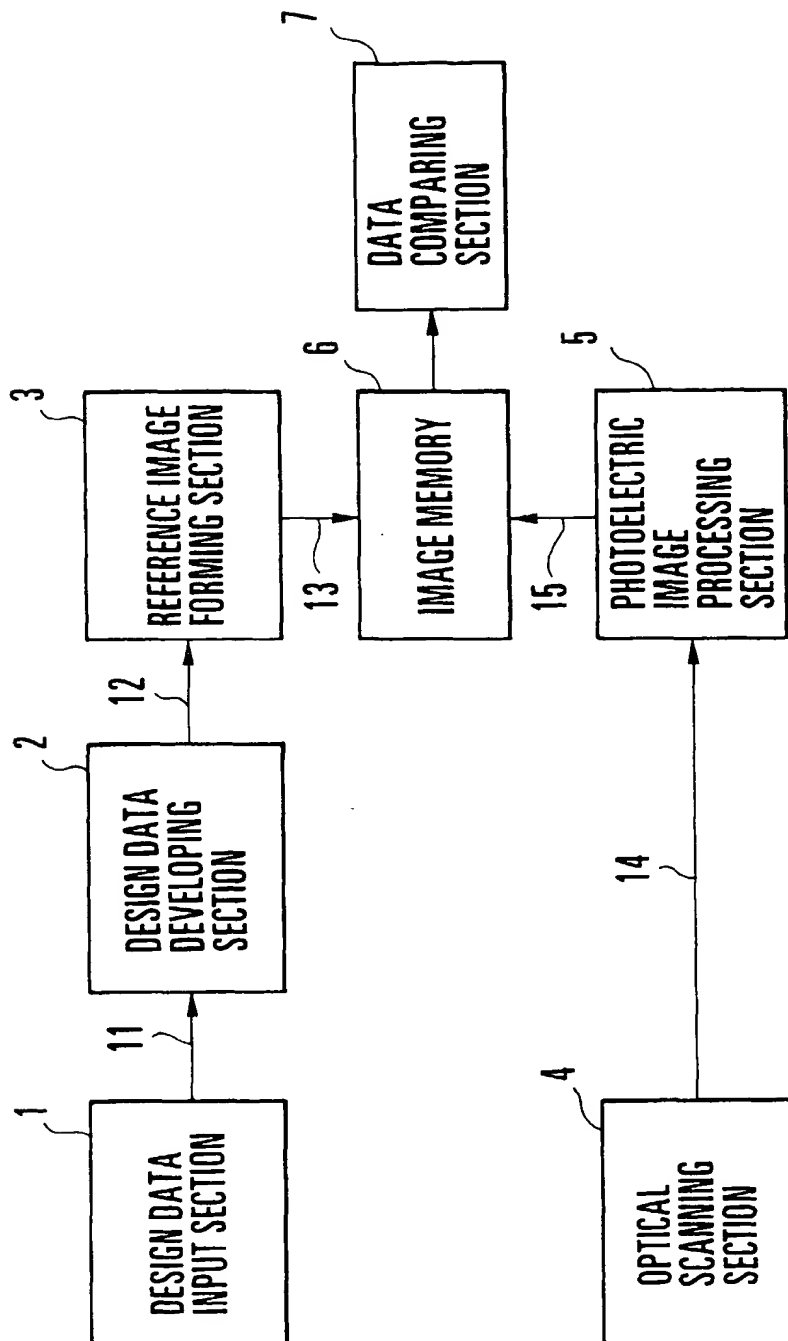 1
DESIGN DATA
INPUT SECTION
11
2
DESIGN DATA
DEVELOPING
SECTION
12
3
REFERENCE IMAGE
FORMING SECTION
13
6
IMAGE MEMORY
7
DATA
COMPARING
SECTION
15
4
OPTICAL
SCANNING
SECTION
14
5
PHOTOELECTRIC
IMAGE
PROCESSING
SECTION